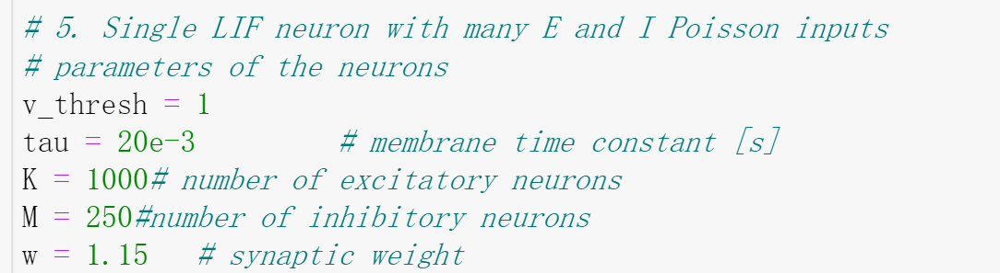 # 5. Single LIF neuron with many E and I Poisson inputs
# parameters of the neurons
v_thresh = 1
tau = 20e-3 # membrane time constant [s]
K = 1000# number of excitatory neurons
M = 250#number of inhibitory neurons
w = 1.15 # synaptic weight